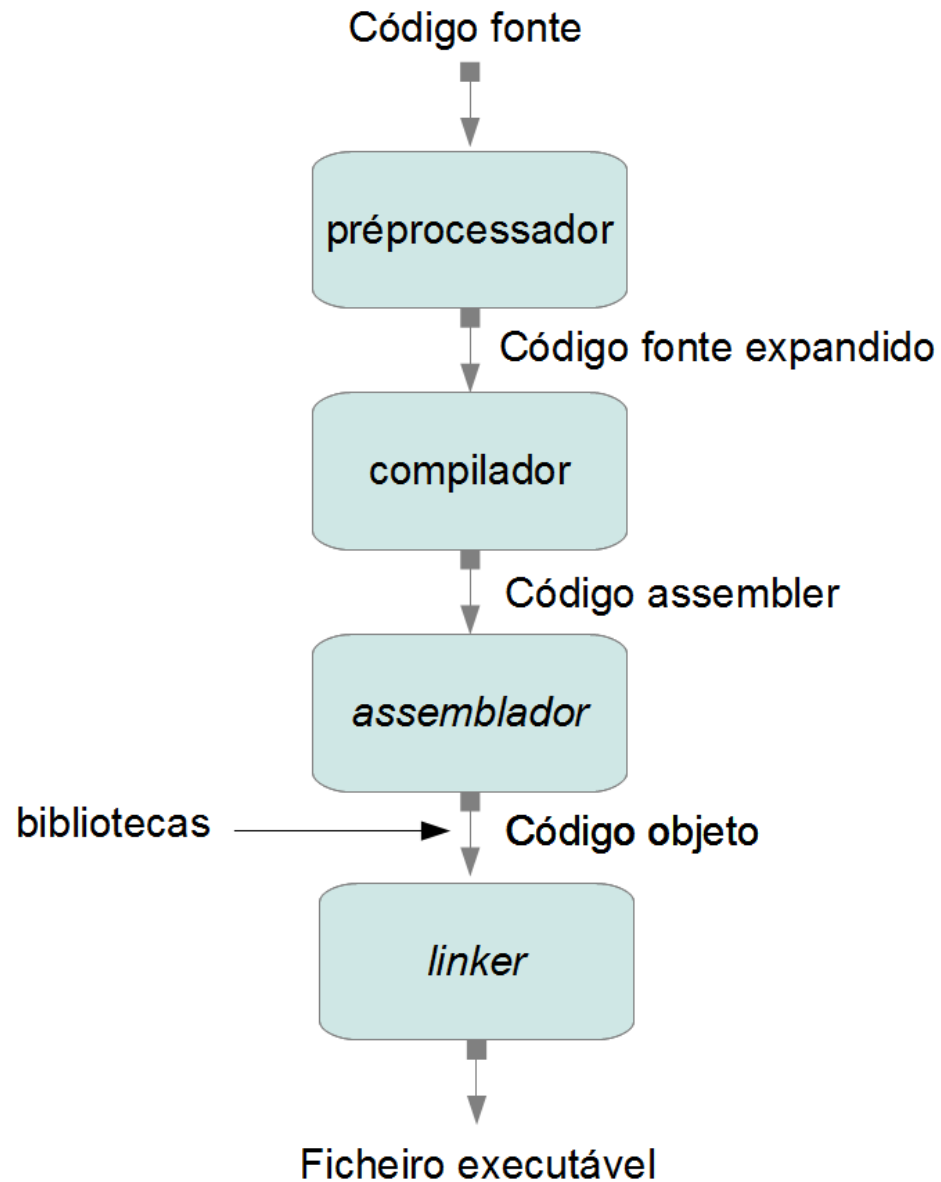 Código fonte
préprocessador
Código fonte expandido
compilador
Código assembler
assemblador
bibliotecas
Código objeto
linker
Ficheiro executável